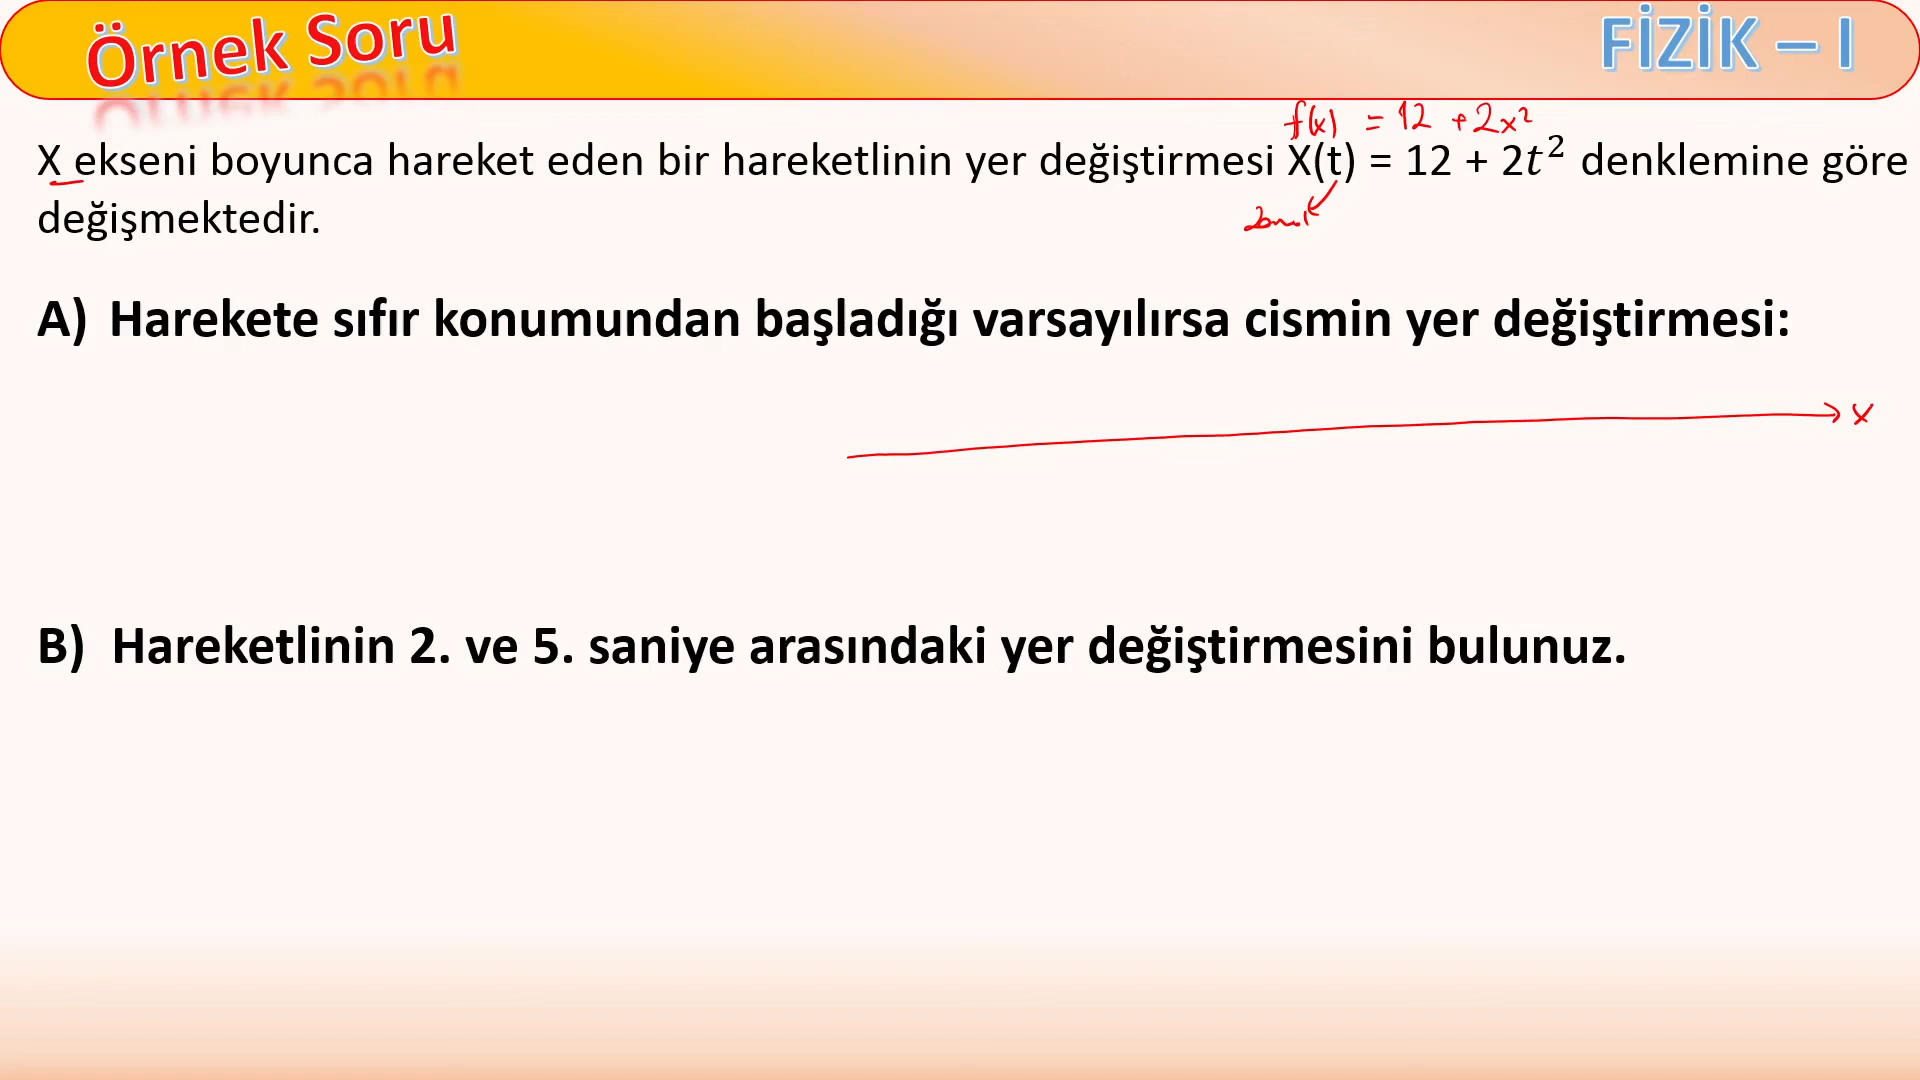 Örnek Soru
FİZİK – I
f(x) = 12 + 2x²
X ekseni boyunca hareket eden bir hareketlinin yer değiştirmesi X(t) = 12 + 2t² denklemine göre
değişmektedir.
A) Harekete sıfır konumundan başladığı varsayılırsa cismin yer değiştirmesi:
x
B) Hareketlinin 2. ve 5. saniye arasındaki yer değiştirmesini bulunuz.